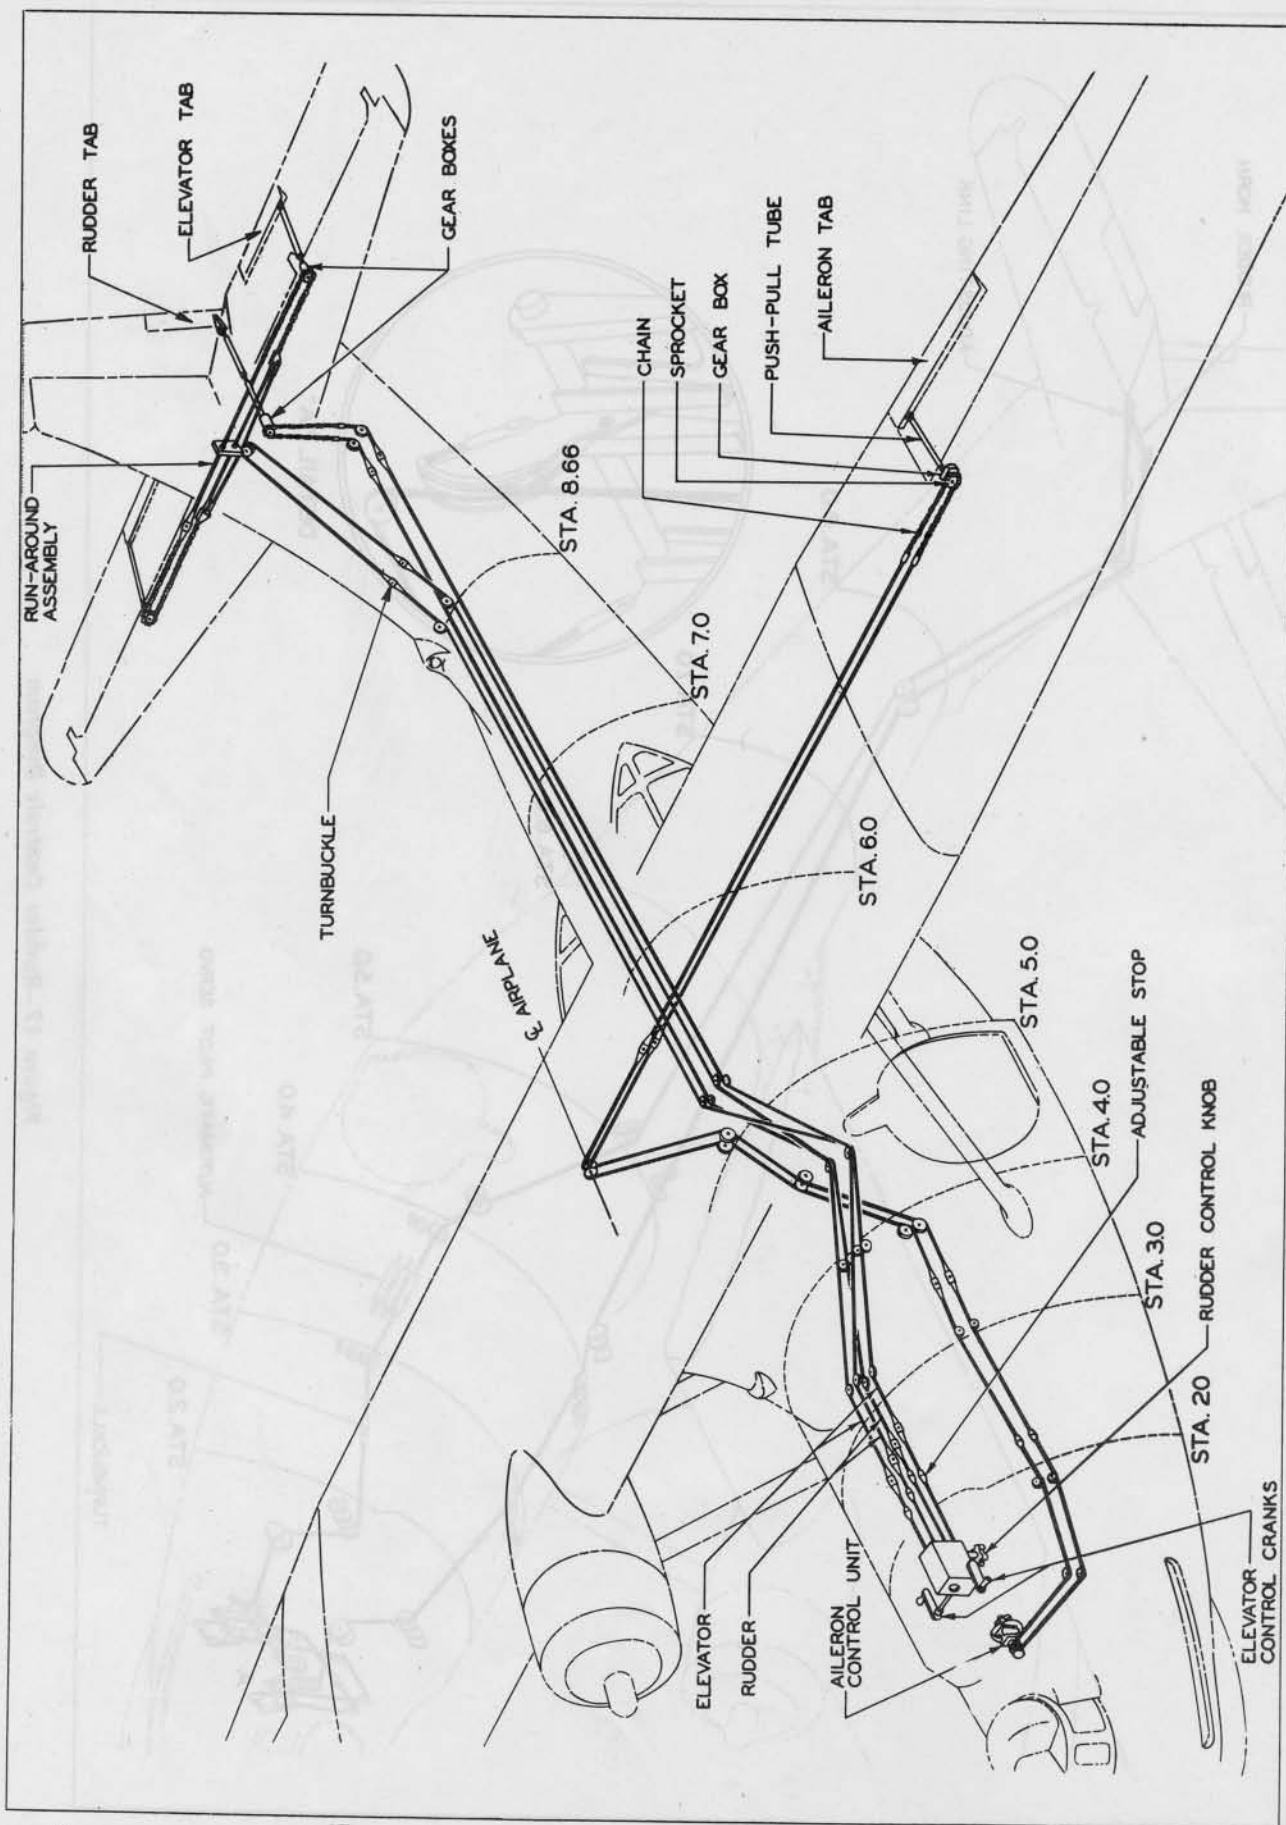 RUN-AROUND
ASSEMBLY
RUDDER TAB
ELEVATOR TAB
TURNBUCKLE
GEAR BOXES
℄ AIRPLANE
STA. 8.66
CHAIN
SPROCKET
STA. 7.0
ELEVATOR
GEAR BOX
RUDDER
PUSH-PULL TUBE
AILERON TAB
AILERON
CONTROL UNIT
STA. 6.0
STA. 5.0
STA. 4.0
ADJUSTABLE STOP
STA. 3.0
STA. 20
RUDDER CONTROL KNOB
ELEVATOR
CONTROL CRANKS